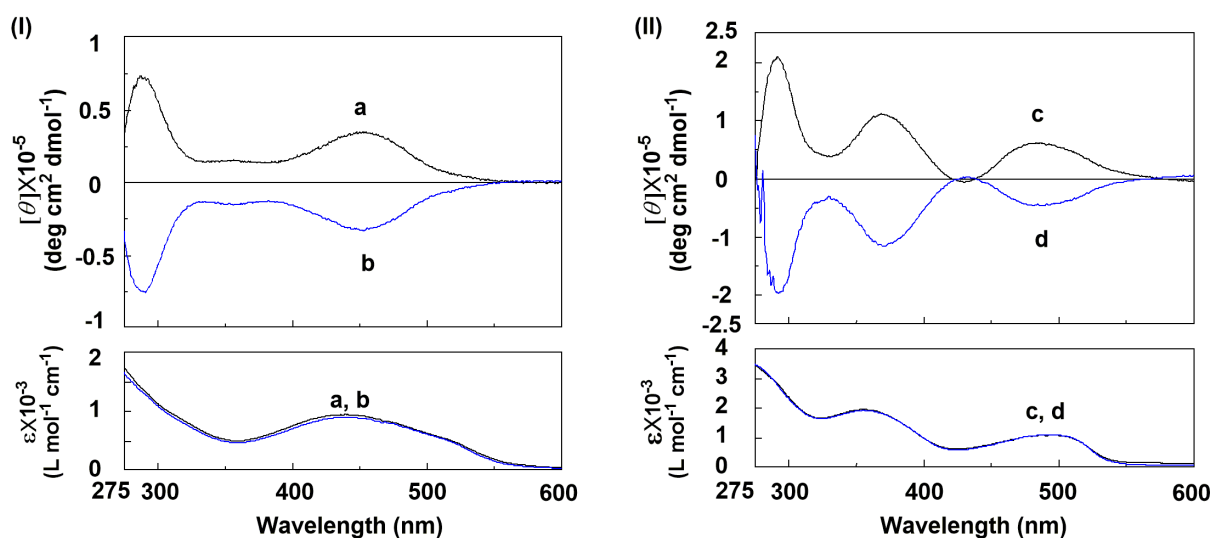 (I)
1
0.5
0
-0.5
-1
[θ]X10-5
(deg cm2 dmol-1)
a
b
2
1
0
εX10-3
(L mol-1 cm-1)
a, b
275 300 400 500 600
Wavelength (nm)
(II)
2.5
2
1
0
-1
-2
-2.5
[θ]X10-5
(deg cm2 dmol-1)
c
d
4
3
2
1
0
εX10-3
(L mol-1 cm-1)
c, d
275 300 400 500 600
Wavelength (nm)